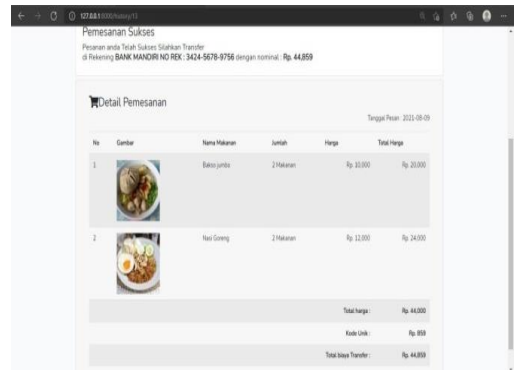 127.0.0.1:8000/history/13
Pemesanan Sukses
Pesanan anda Telah Sukses Silahkan Transfer
di Rekening BANK MANDIRI NO REK : 3424-5678-9756 dengan nominal : Rp. 44,859
Detail Pemesanan
Tanggal Pesan : 2021-08-09
No Gambar Nama Makanan Jumlah Harga Total Harga
1 Bakso jumbo 2 Makanan Rp. 10,000 Rp. 20,000
2 Nasi Goreng 2 Makanan Rp. 12,000 Rp. 24,000
Total harga : Rp. 44,000
Kode Unik : Rp. 859
Total biaya Transfer : Rp. 44,859